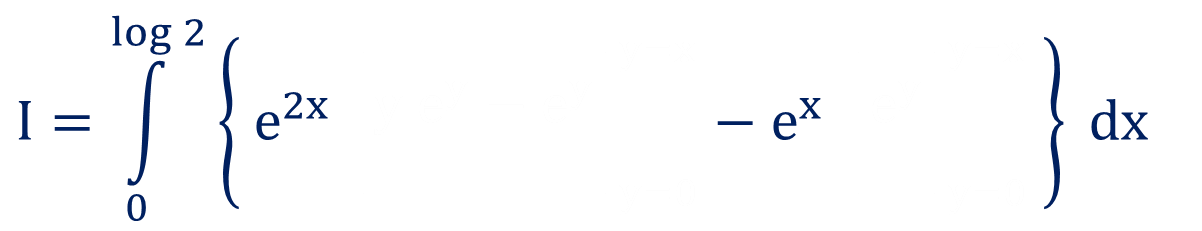 I = ∫₀^{log 2} { e^{2x} − e^x } dx